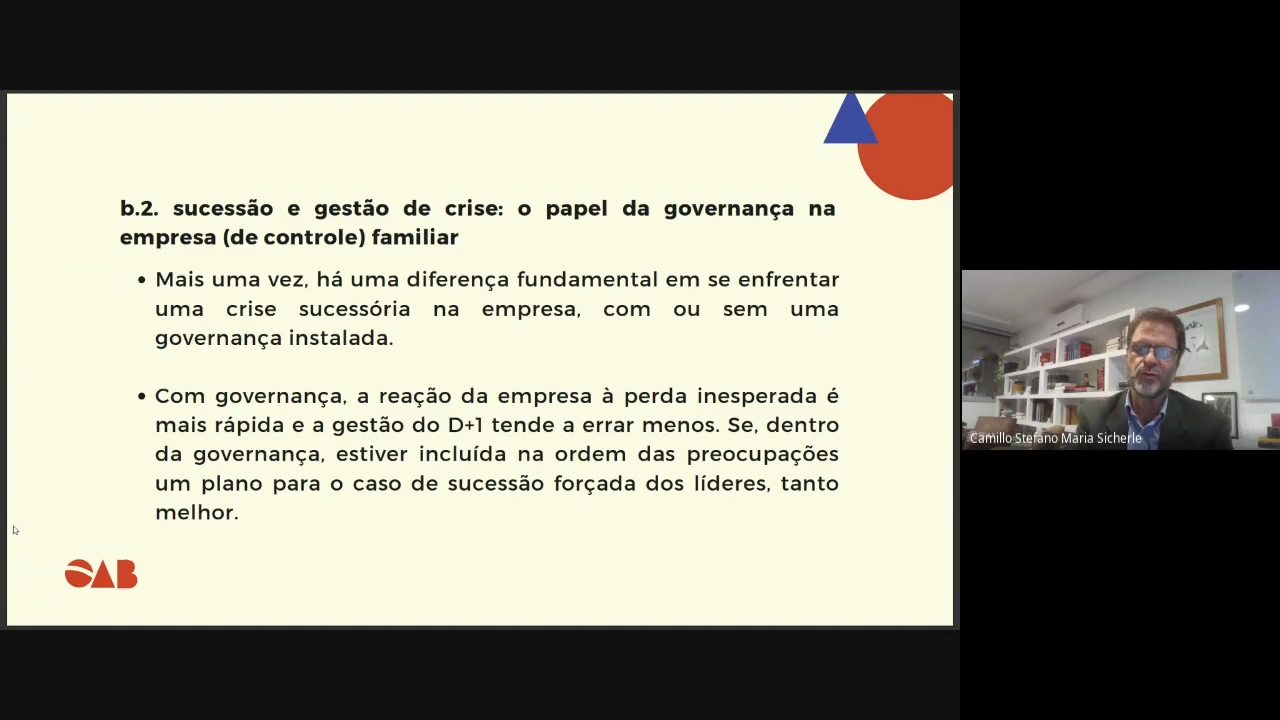 b.2. sucessão e gestão de crise: o papel da governança na
empresa (de controle) familiar
• Mais uma vez, há uma diferença fundamental em se enfrentar
uma crise sucessória na empresa, com ou sem uma
governança instalada.
• Com governança, a reação da empresa à perda inesperada é
mais rápida e a gestão do D+1 tende a errar menos. Se, dentro
da governança, estiver incluída na ordem das preocupações
um plano para o caso de sucessão forçada dos líderes, tanto
melhor.
OAB
Camillo Stefano Maria Sicherle